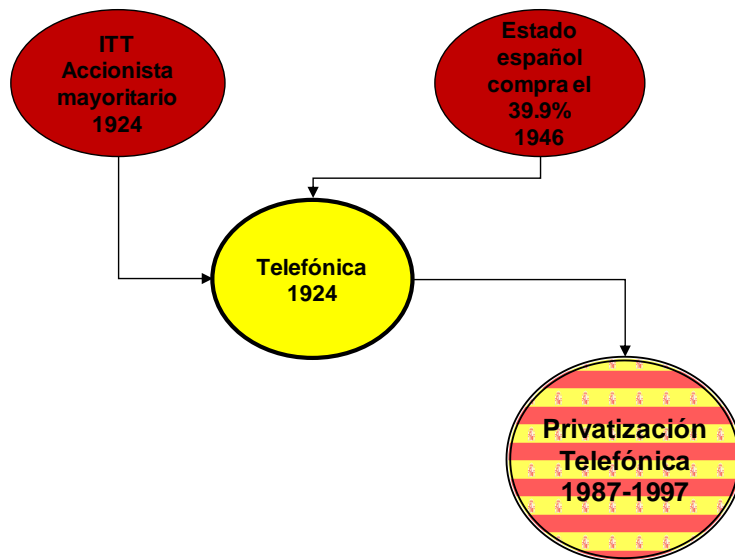 ITT
Accionista
mayoritario
1924
Estado
español
compra el
39.9%
1946
Telefónica
1924
Privatización
Telefónica
1987-1997